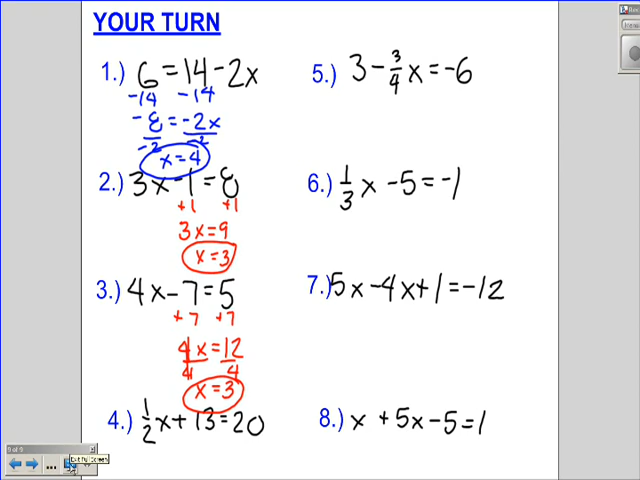 YOUR TURN
1.) 6 = 14 - 2x
-14 -14
-8 = -2x
-2 -2
x = 4
2.) 3x - 1 = 8
+1 +1
3x = 9
x = 3
3.) 4x - 7 = 5
+7 +7
4x = 12
4 4
x = 3
4.) 1/2 x + 13 = 20
5.) 3 - 3/4 x = -6
6.) 1/3 x - 5 = -1
7.) 5x - 4x + 1 = -12
8.) x + 5x - 5 = 1
Exit Full Screen